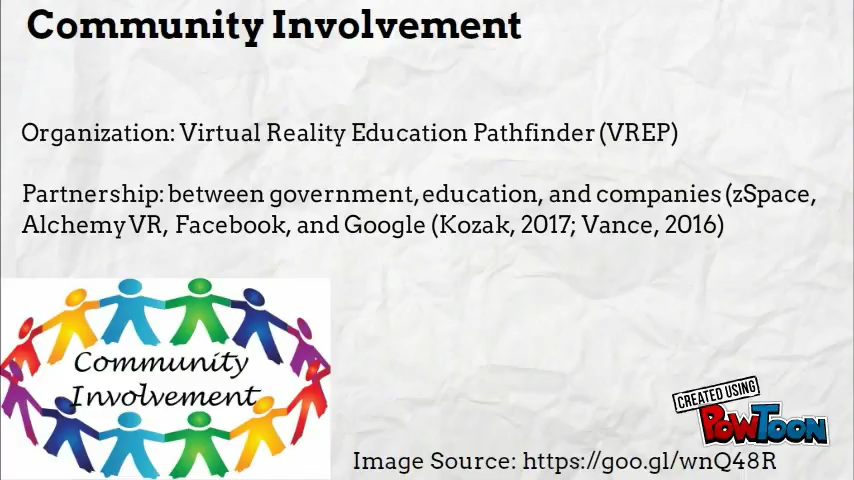 Community Involvement
Organization: Virtual Reality Education Pathfinder (VREP)
Partnership: between government, education, and companies (zSpace,
Alchemy VR, Facebook, and Google (Kozak, 2017; Vance, 2016)
Community
Involvement
CREATED USING
POWTOON
Image Source: https://goo.gl/wnQ48R